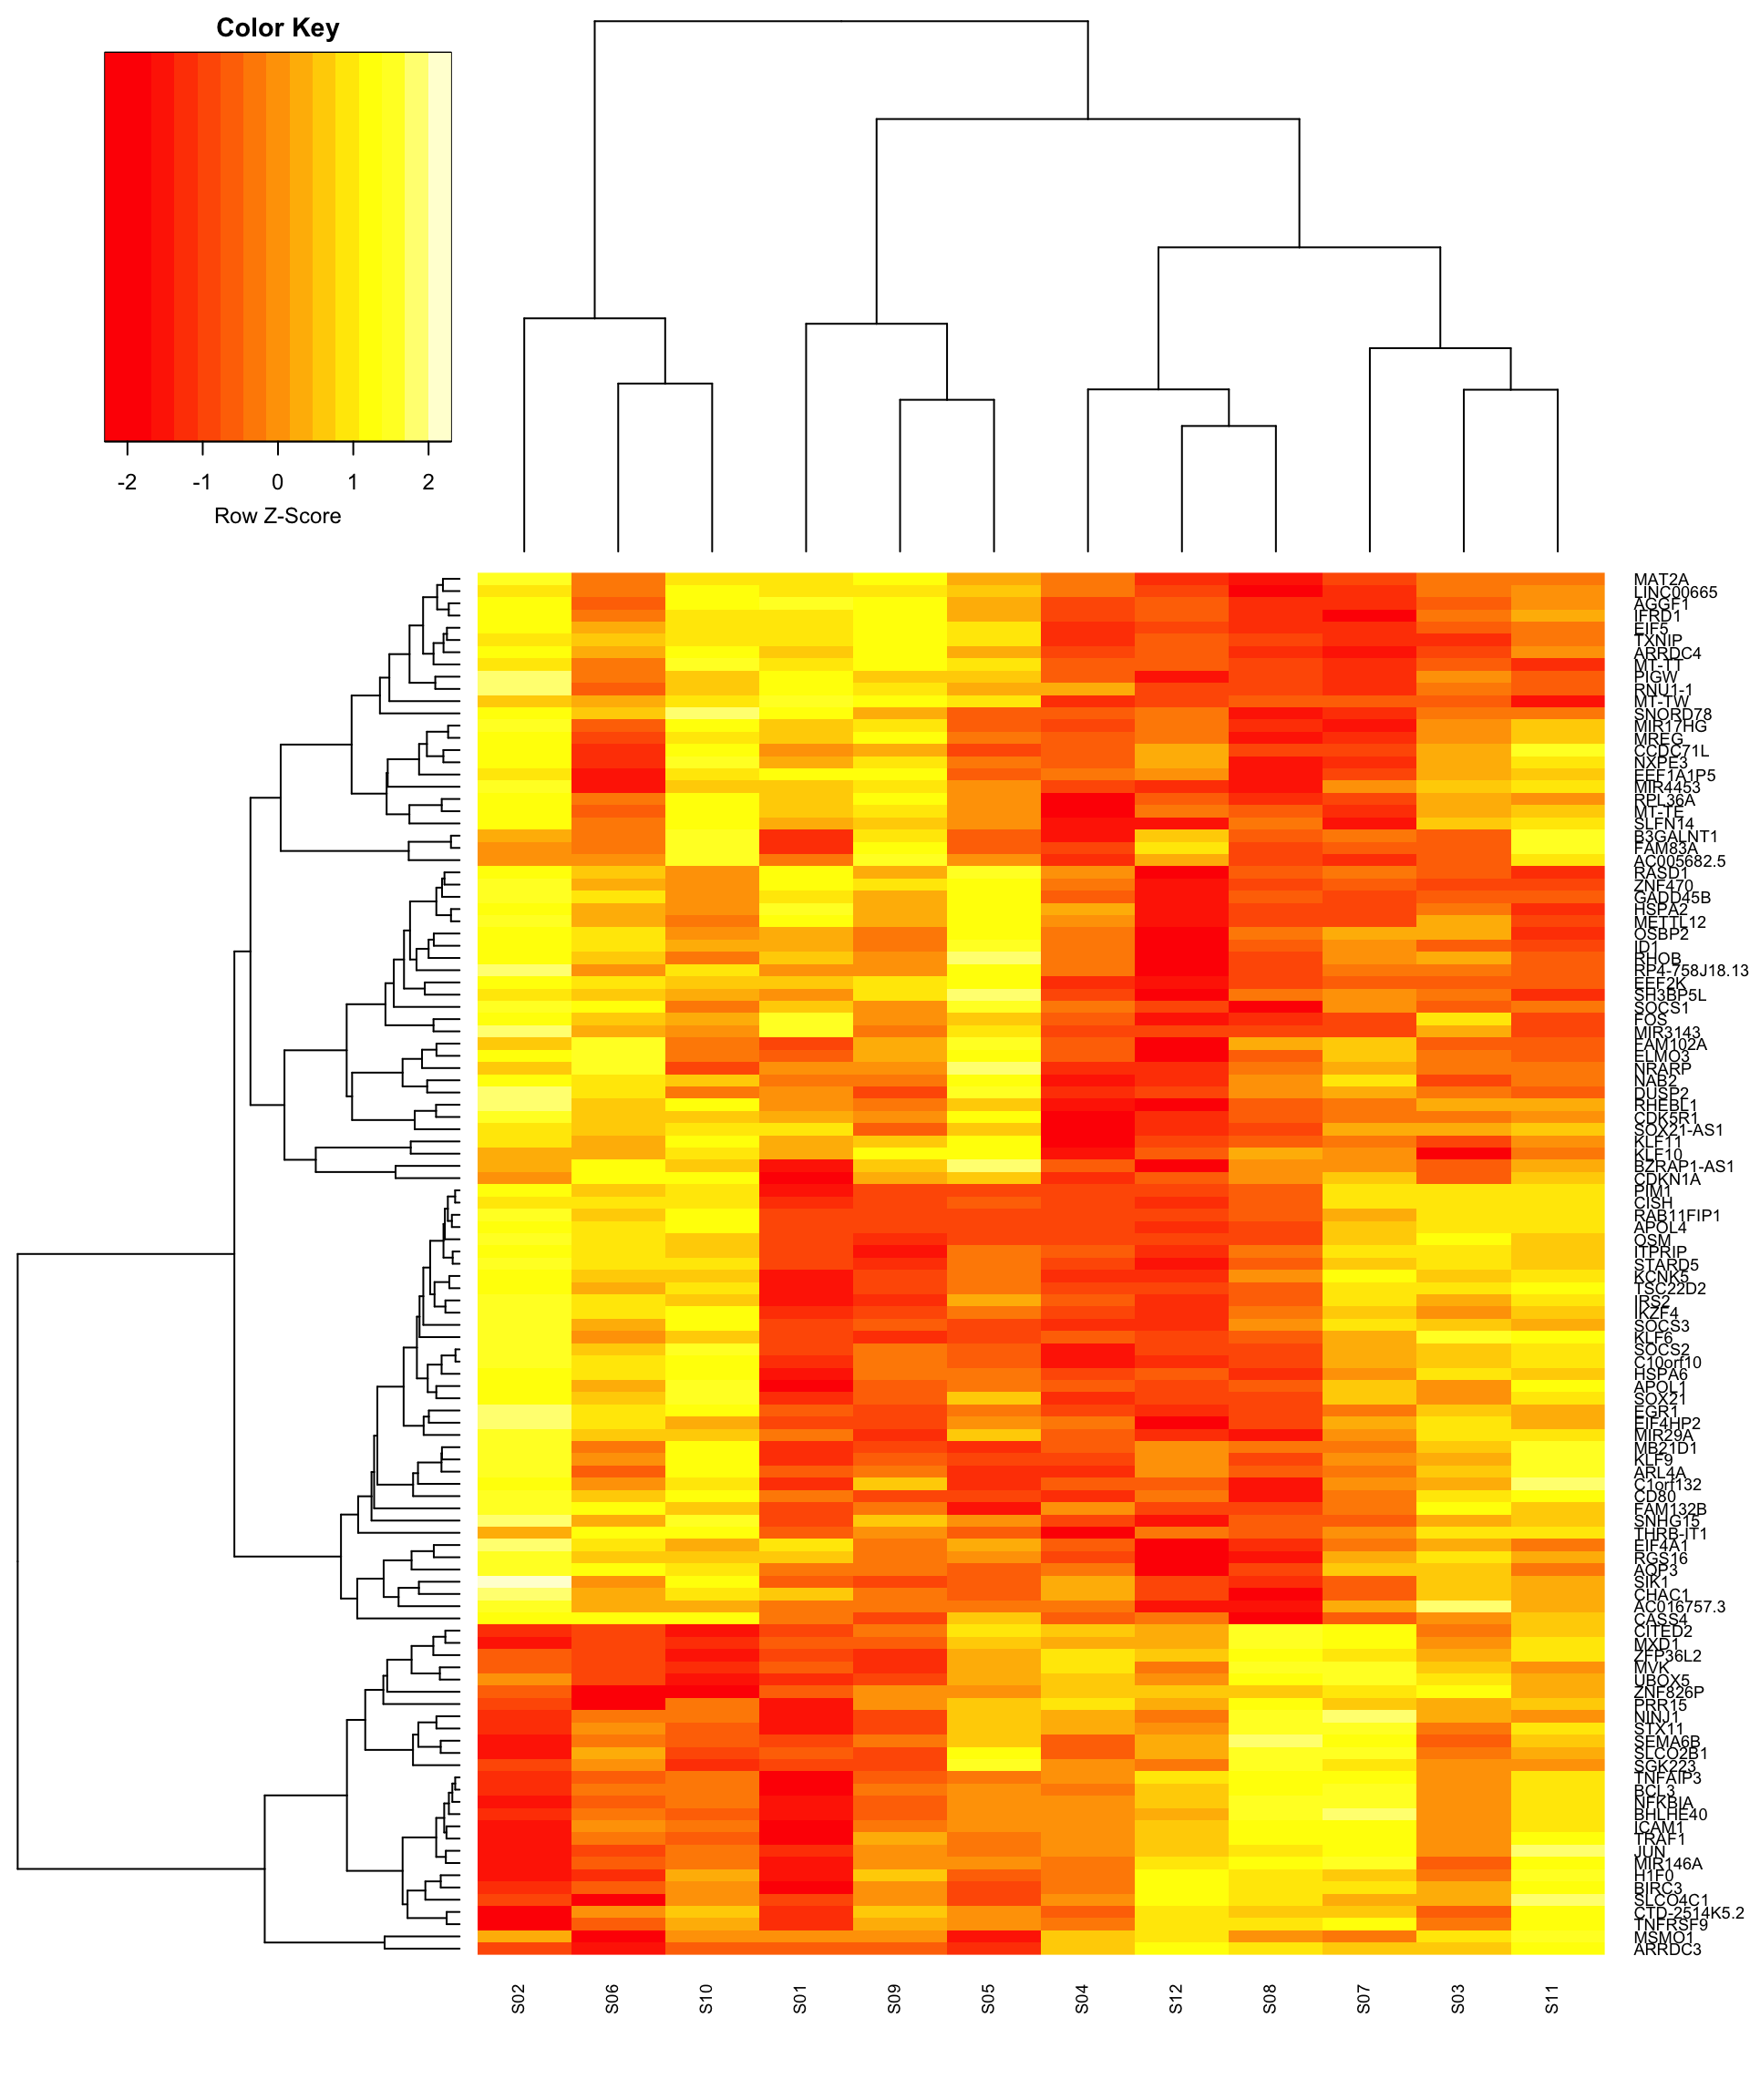 Color Key
-2 -1 0 1 2
Row Z-Score
MAT2A
LINC00665
AGGF1
IFRD1
EIF5
TXNIP
ARRDC4
MT-TT
PIGW
RNU1-1
MT-TW
SNORD78
MIR17HG
MREG
CCDC71L
NXPE3
EEF1A1P5
MIR4453
RPL36A
MT-TE
SLFN14
B3GALNT1
FAM83A
AC005682.5
RASD1
ZNF470
GADD45B
HSPA2
METTL12
OSBP2
ID1
RHOB
RP4-758J18.13
EEF2K
SH3BP5L
SOCS1
FOS
MIR3143
FAM102A
ELMO3
NRARP
NAB2
DUSP2
RHEBL1
CDK5R1
SOX21-AS1
KLF11
KLF10
BZRAP1-AS1
CDKN1A
PIM1
CISH
RAB11FIP1
APOL4
OSM
ITPRIP
STARD5
KCNK5
TSC22D2
IRS2
IKZF4
SOCS3
KLF6
SOCS2
C10orf10
HSPA6
APOL1
SOX21
EGR1
EIF4HP2
MIR29A
MB21D1
KLF9
ARL4A
C1orf132
CD80
FAM132B
SNHG15
THRB-IT1
EIF4A1
RGS16
AQP3
SIK1
CHAC1
AC016757.3
CASS4
CITED2
MXD1
ZFP36L2
MVK
UBOX5
ZNF826P
PRR15
NINJ1
STX11
SEMA6B
SLCO2B1
SGK223
TNFAIP3
BCL3
NFKBIA
BHLHE40
ICAM1
TRAF1
JUN
MIR146A
H1F0
BIRC3
SLCO4C1
CTD-2514K5.2
TNFRSF9
MSMO1
ARRDC3
S02 S06 S10 S01 S09 S05 S04 S12 S08 S07 S03 S11